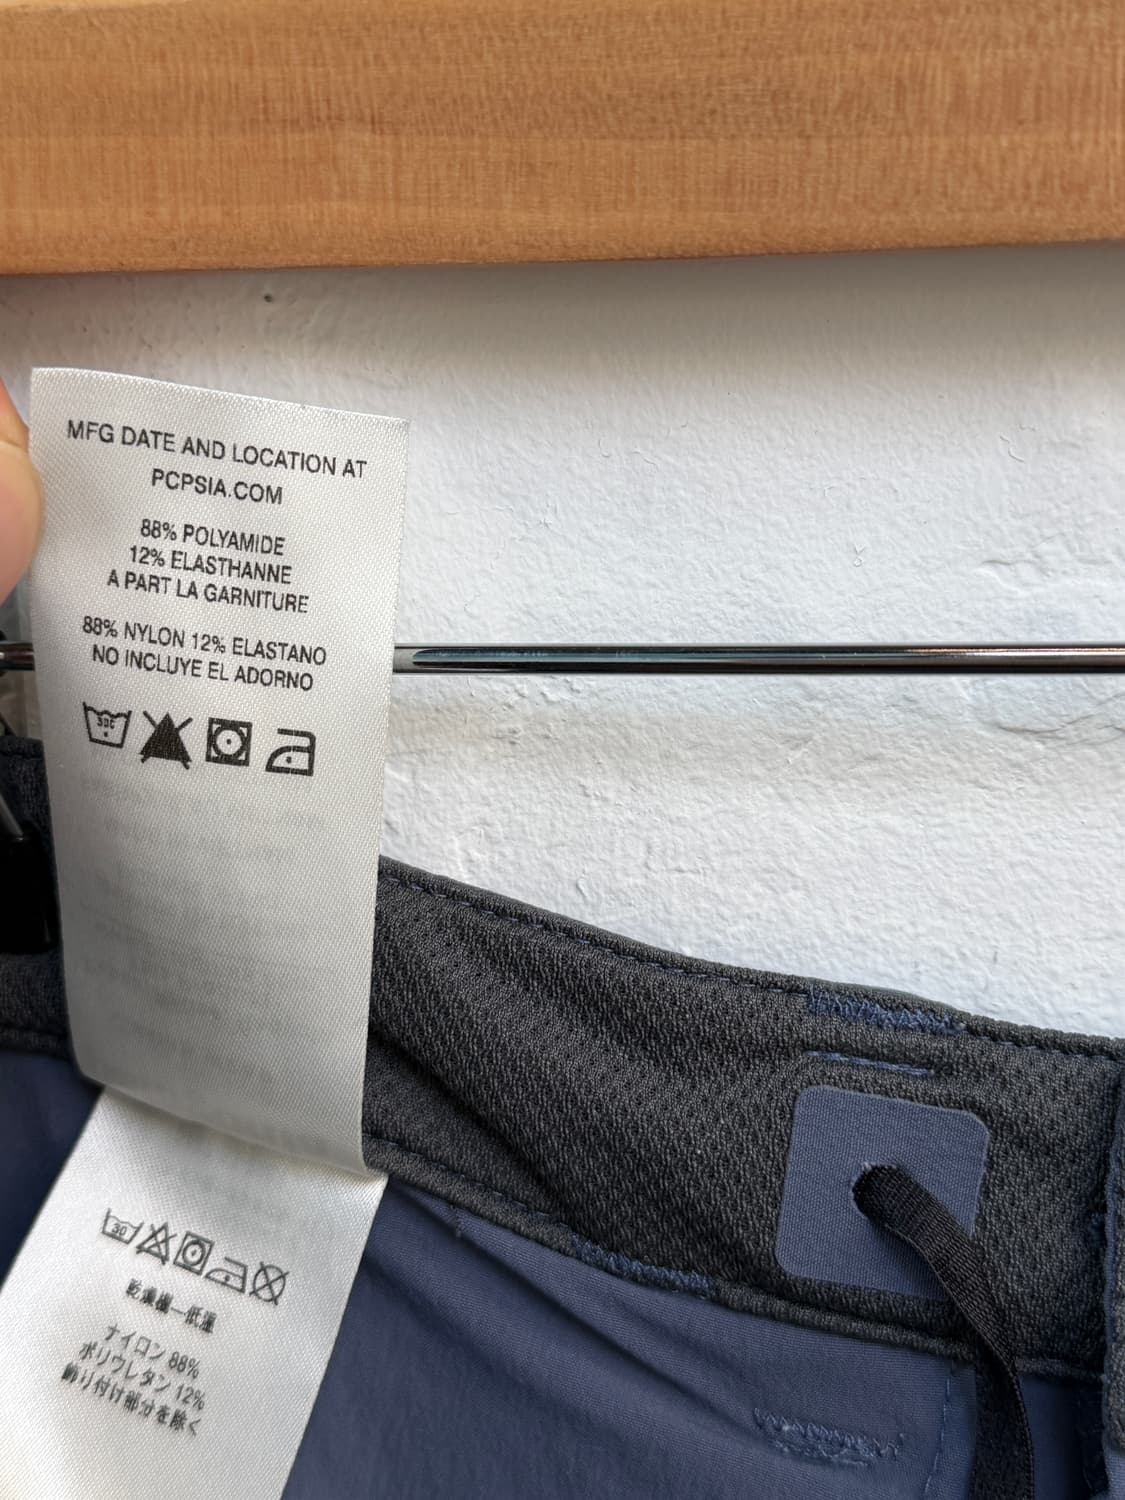 MFG DATE AND LOCATION AT
PCPSIA.COM
88% POLYAMIDE
12% ELASTHANNE
A PART LA GARNITURE
88% NYLON 12% ELASTANO
NO INCLUYE EL ADORNO
30C
30
乾燥機—低温
ナイロン 88%
ポリウレタン 12%
飾り付け部分を除く